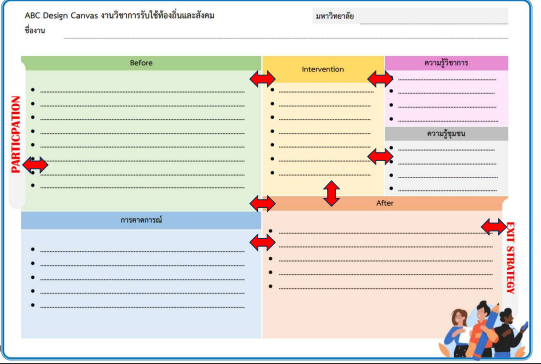 ABC Design Canvas งานวิชาการรับใช้ท้องถิ่นและสังคม
มหาวิทยาลัย
ชื่องาน
Before
Intervention
ความรู้วิชาการ
ความรู้ชุมชน
PARTICPATION
After
การคาดการณ์
EXIT STRATEGY